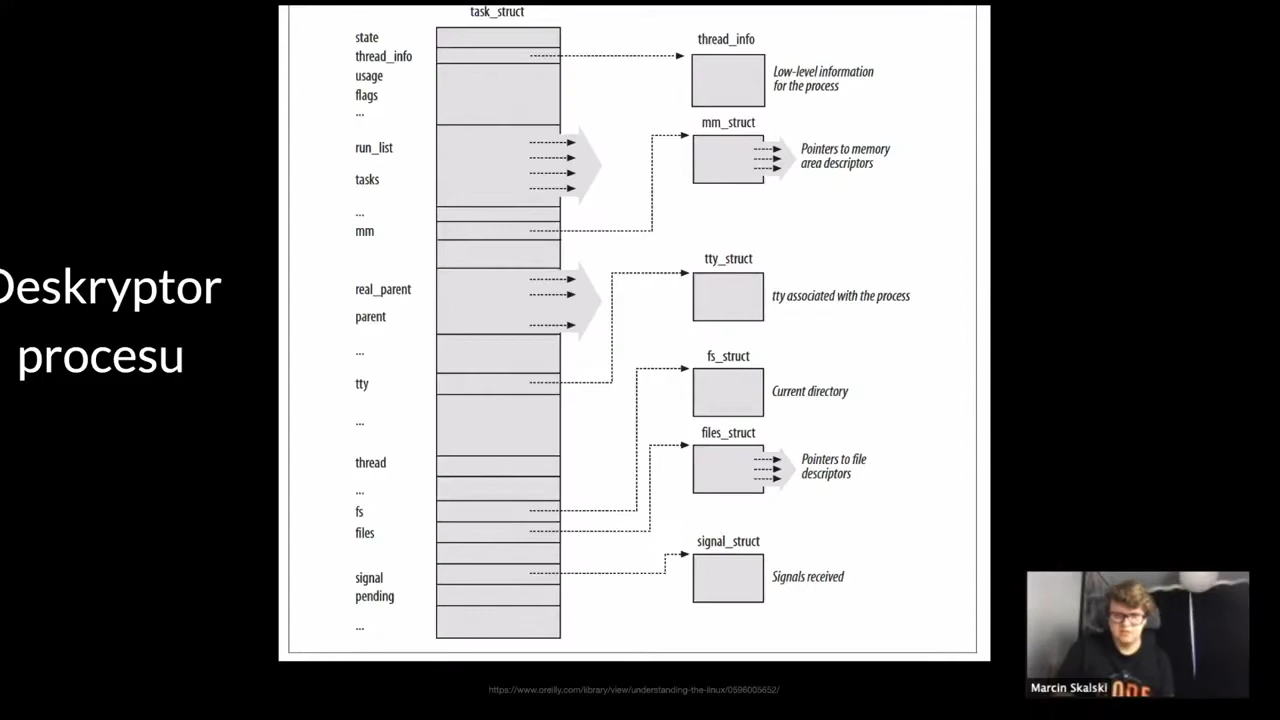 task_struct
state
thread_info
usage
flags
...
run_list
tasks
...
mm
real_parent
parent
...
tty
...
thread
...
fs
files
signal
pending
...
thread_info
Low-level information
for the process
mm_struct
Pointers to memory
area descriptors
tty_struct
tty associated with the process
fs_struct
Current directory
files_struct
Pointers to file
descriptors
signal_struct
Signals received
Deskryptor
procesu
https://www.oreilly.com/library/view/understanding-the-linux/0596005652/
Marcin Skalski